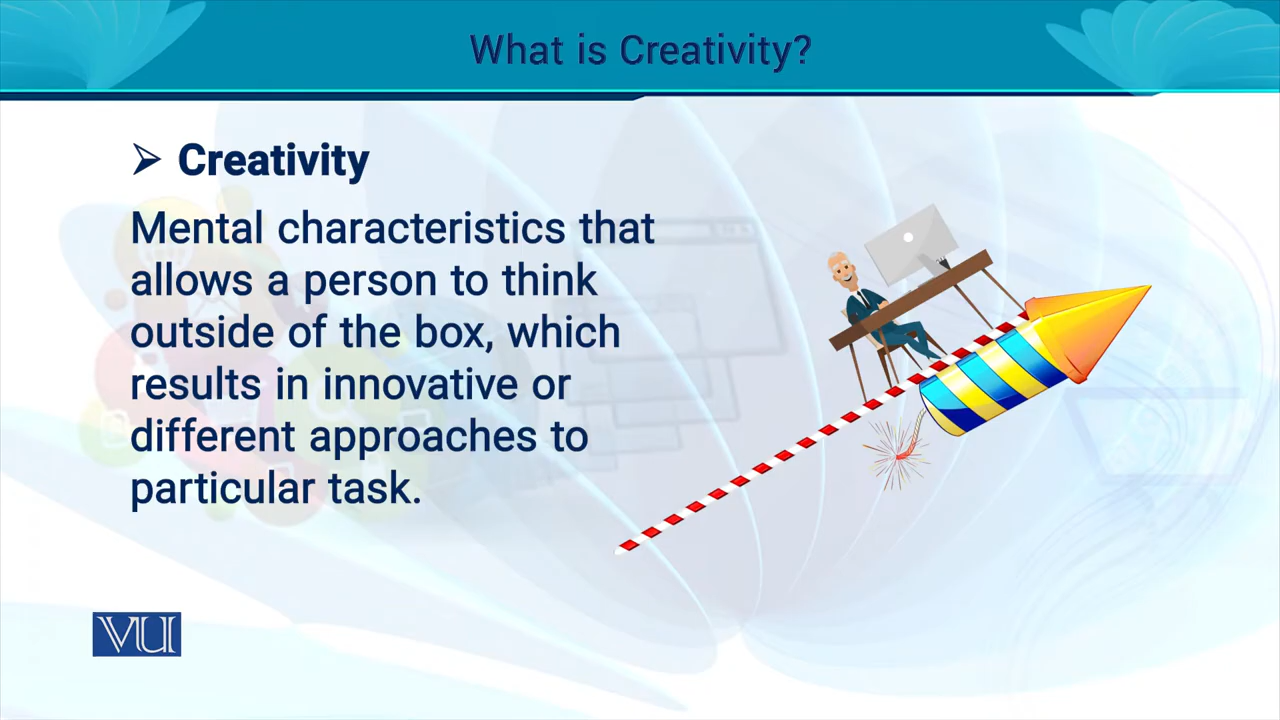 What is Creativity?
➢ Creativity
Mental characteristics that
allows a person to think
outside of the box, which
results in innovative or
different approaches to
particular task.
VU